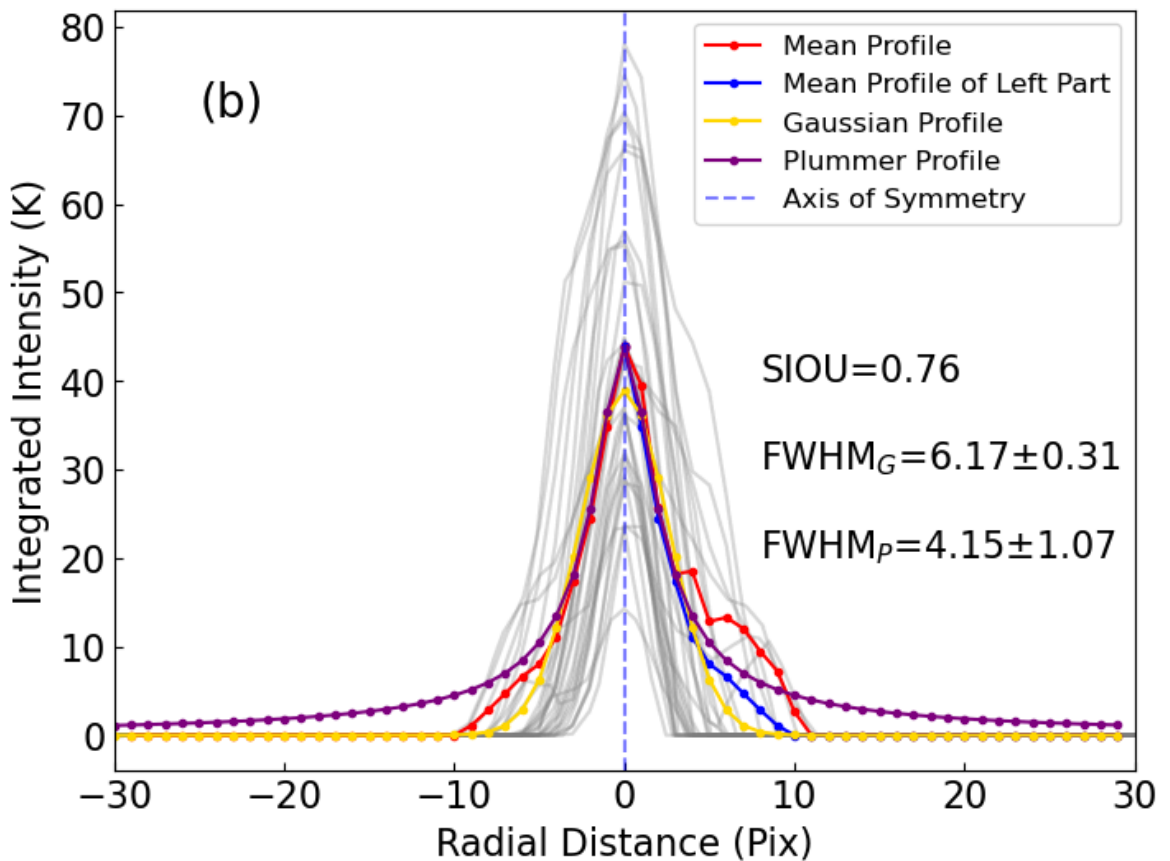 (b)
Mean Profile
Mean Profile of Left Part
Gaussian Profile
Plummer Profile
Axis of Symmetry
SIOU=0.76
FWHM_G=6.17±0.31
FWHM_P=4.15±1.07
Integrated Intensity (K)
80
70
60
50
40
30
20
10
0
−30 −20 −10 0 10 20 30
Radial Distance (Pix)